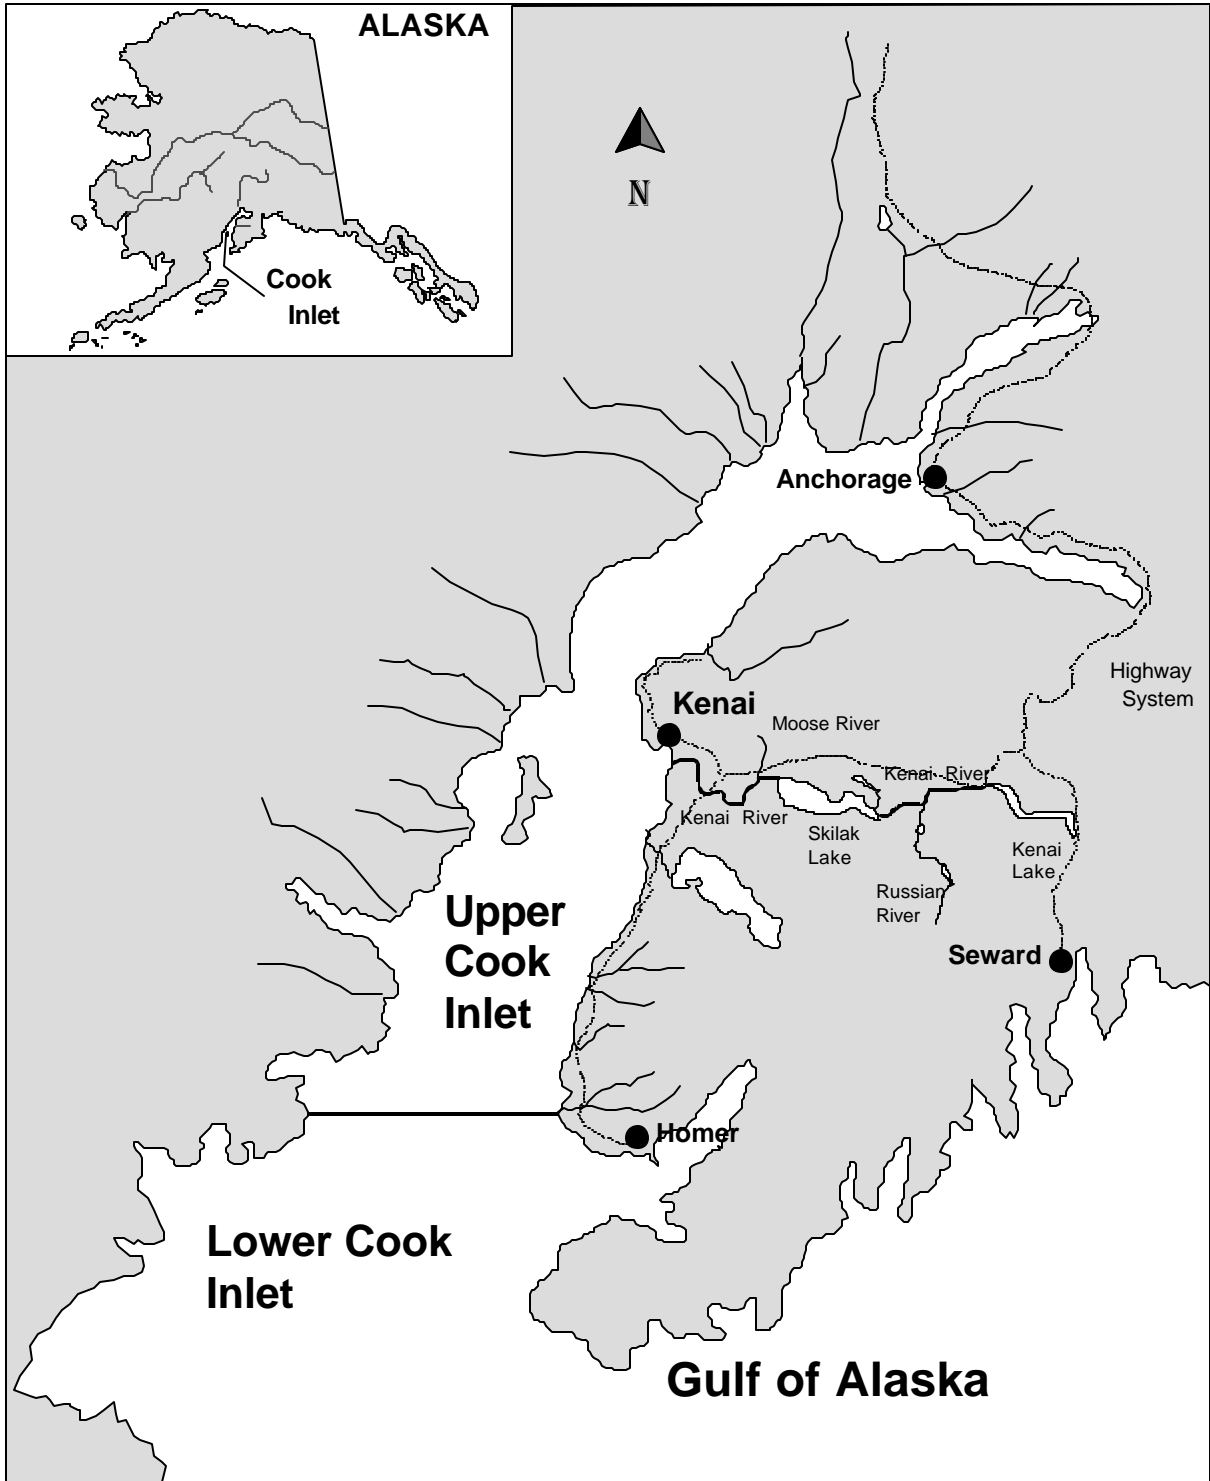 ALASKA
Cook
Inlet
N
Anchorage
Highway
System
Kenai
Moose River
Kenai River
Kenai River
Skilak
Lake
Kenai
Lake
Russian
River
Upper
Cook
Inlet
Seward
Homer
Lower Cook
Inlet
Gulf of Alaska